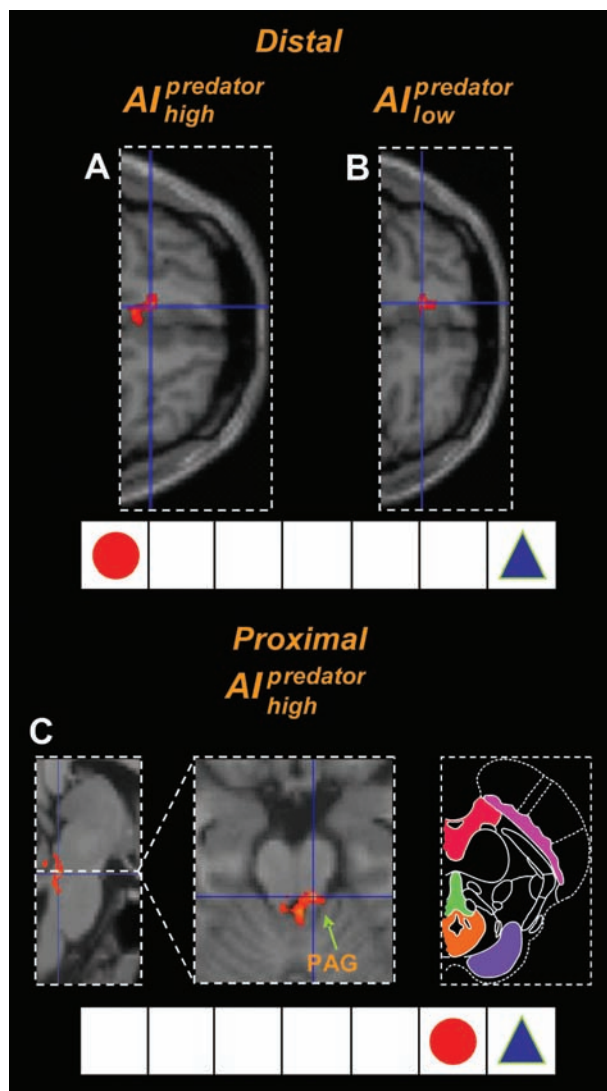 Distal
AI predator high
AI predator low
A
B
Proximal
AI predator high
C
PAG